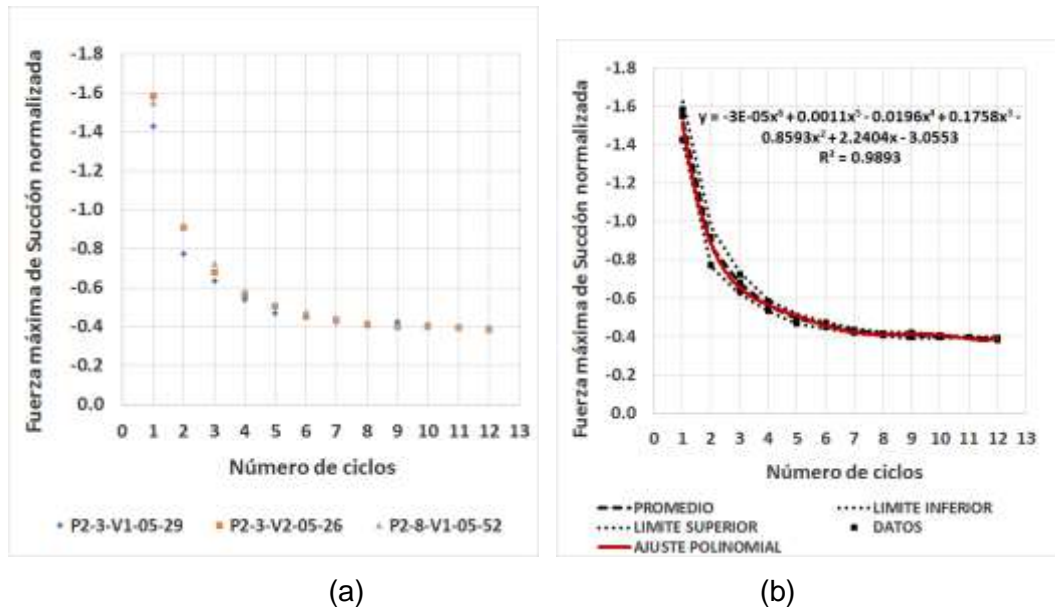 Fuerza máxima de Succión normalizada
-1.8
-1.6
-1.4
-1.2
-1.0
-0.8
-0.6
-0.4
-0.2
0.0
0 1 2 3 4 5 6 7 8 9 10 11 12 13
Número de ciclos
P2-3-V1-05-29 P2-3-V2-05-26 P2-8-V1-05-52
(a)
Fuerza máxima de Succión normalizada
-1.8
-1.6
-1.4
-1.2
-1.0
-0.8
-0.6
-0.4
-0.2
0.0
y = -3E-05x⁶ + 0.0011x⁵ - 0.0196x⁴ + 0.1758x³ -
0.8593x² + 2.2404x - 3.0553
R² = 0.9893
0 1 2 3 4 5 6 7 8 9 10 11 12 13
Número de ciclos
PROMEDIO LIMITE INFERIOR
LIMITE SUPERIOR DATOS
AJUSTE POLINOMIAL
(b)